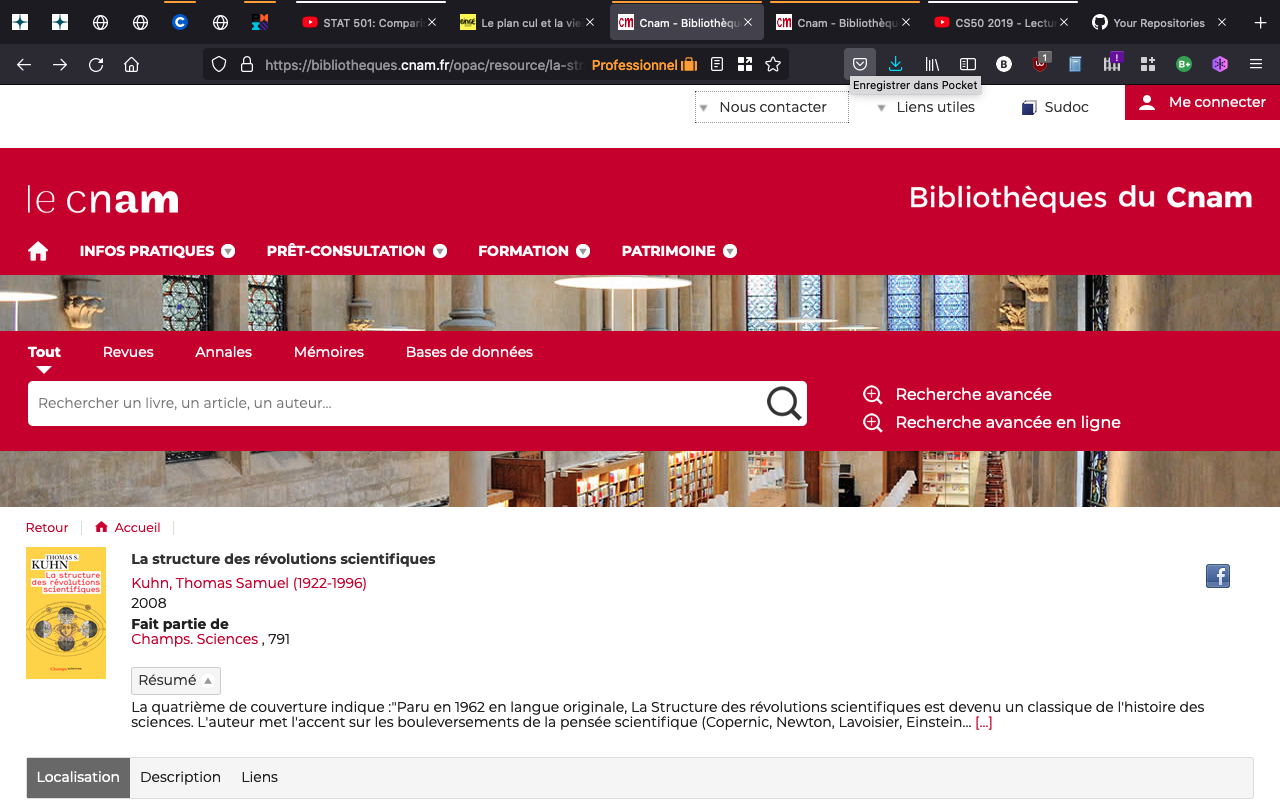 STAT 501: Compari
Le plan cul et la vie
Cnam - Bibliothèqu
Cnam - Bibliothèqu
CS50 2019 - Lectur
Your Repositories
https://bibliotheques.cnam.fr/opac/resource/la-str
Professionnel
1
Enregistrer dans Pocket
Nous contacter
Liens utiles
Sudoc
Me connecter
le cnam
Bibliothèques du Cnam
INFOS PRATIQUES
PRÊT-CONSULTATION
FORMATION
PATRIMOINE
Tout
Revues
Annales
Mémoires
Bases de données
Rechercher un livre, un article, un auteur...
Recherche avancée
Recherche avancée en ligne
Retour
Accueil
THOMAS S.
KUHN
La structure
des révolutions
scientifiques
La structure des révolutions scientifiques
Kuhn, Thomas Samuel (1922-1996)
2008
Fait partie de
Champs. Sciences , 791
Résumé
La quatrième de couverture indique :"Paru en 1962 en langue originale, La Structure des révolutions scientifiques est devenu un classique de l'histoire des
sciences. L'auteur met l'accent sur les bouleversements de la pensée scientifique (Copernic, Newton, Lavoisier, Einstein... [...]
Localisation
Description
Liens